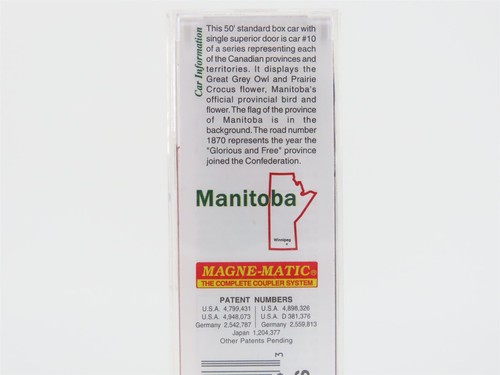 Car Information
This 50' standard box car with
single superior door is car #10
of a series representing each
of the Canadian provinces and
territories. It displays the
Great Grey Owl and Prairie
Crocus flower, Manitoba's
official provincial bird and
flower. The flag of the province
of Manitoba is in the
background. The road number
1870 represents the year the
"Glorious and Free" province
joined the Confederation.
Manitoba
Winnipeg
MAGNE-MATIC®
THE COMPLETE COUPLER SYSTEM
PATENT NUMBERS
U.S.A. 4,799,431 | U.S.A. 4,898,326
U.S.A. 4,948,073 | U.S.A. D 381,376
Germany 2,542,787 | Germany 2,559,813
Japan 1,204,377
Other Patents Pending